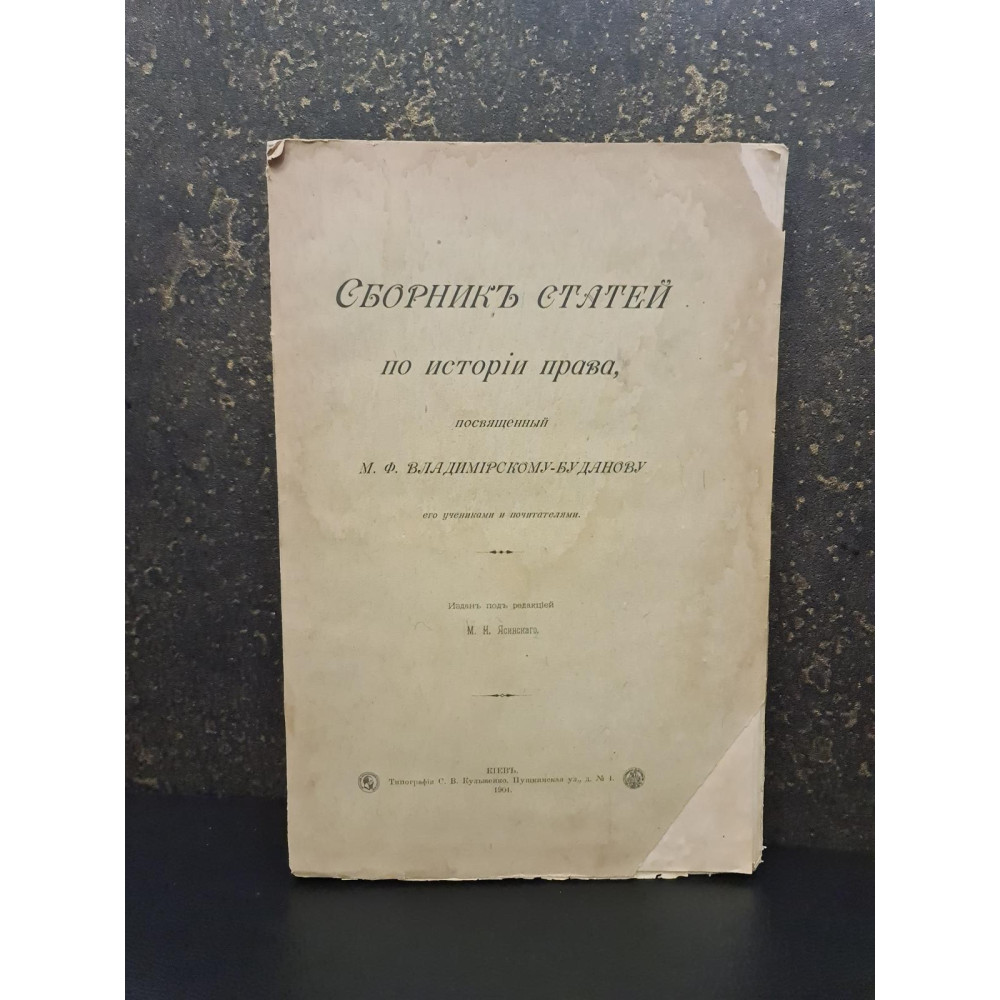 СБОРНИКЪ СТАТЕЙ
ПО ИСТОРІИ ПРАВА,
ПОСВЯЩЕННЫЙ
М. Ф. ВЛАДИМІРСКОМУ-БУДАНОВУ
его учениками и почитателями.
Изданъ подъ редакціей
М. Н. Ясинскаго.
КІЕВЪ.
Типографія С. В. Кульженко, Пушкинская ул., д. № 4.
1904.